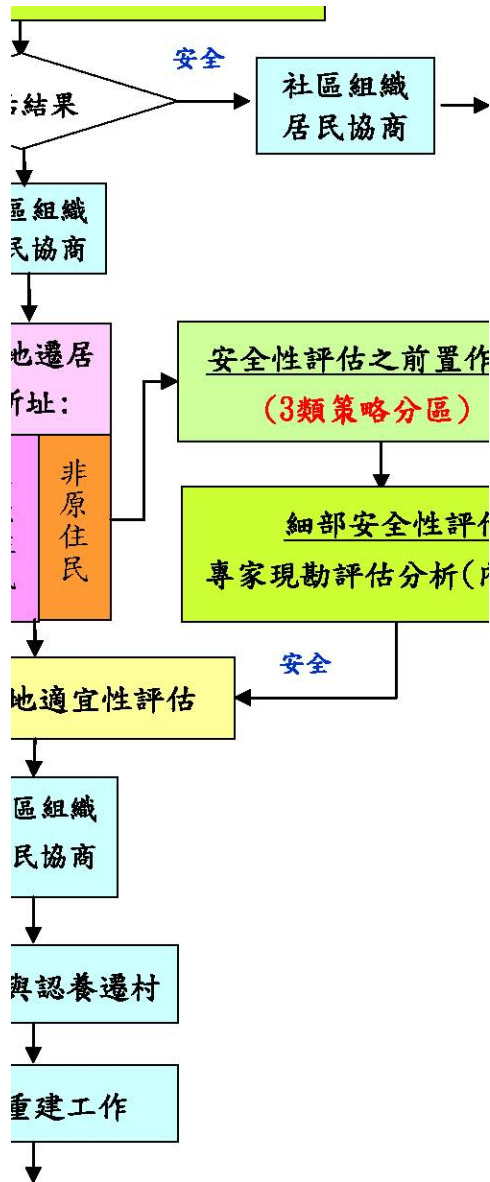 安全
社區組織
居民協商
結果
區組織
民協商
地遷居
址：
非原住民
安全性評估之前置作
(3類策略分區)
細部安全性評
專家現勘評估分析(
安全
地適宜性評估
區組織
民協商
與認養遷村
重建工作